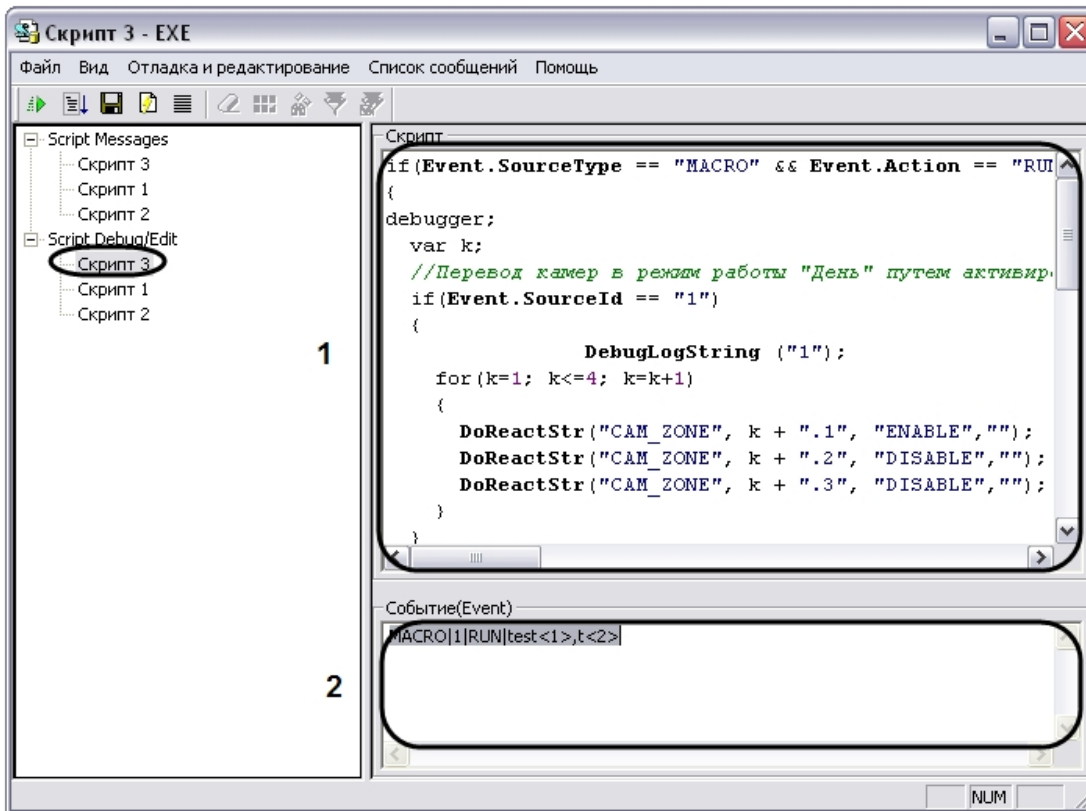 Скрипт 3 - EXE
Файл Вид Отладка и редактирование Список сообщений Помощь
Script Messages
Скрипт 3
Скрипт 1
Скрипт 2
Script Debug/Edit
Скрипт 3
Скрипт 1
Скрипт 2
1
2
Скрипт
if(Event.SourceType == "MACRO" && Event.Action == "RUN
{
debugger;
var k;
//Перевод камер в режим работы "День" путем активир
if(Event.SourceId == "1")
{
DebugLogString ("1");
for(k=1; k<=4; k=k+1)
{
DoReactStr("CAM_ZONE", k + ".1", "ENABLE","");
DoReactStr("CAM_ZONE", k + ".2", "DISABLE","");
DoReactStr("CAM_ZONE", k + ".3", "DISABLE","");
}
}
Событие(Event)
MACRO|1|RUN|test<1>,t<2>
NUM